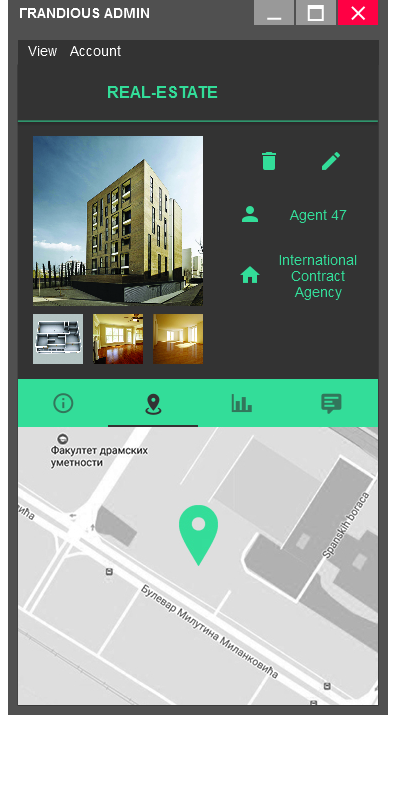 FRANDIOUS ADMIN
View Account
REAL-ESTATE
Agent 47
International
Contract
Agency
Факултет драмских
уметности
ића
Spanskih boraca
Булевар Милутина Миланковића